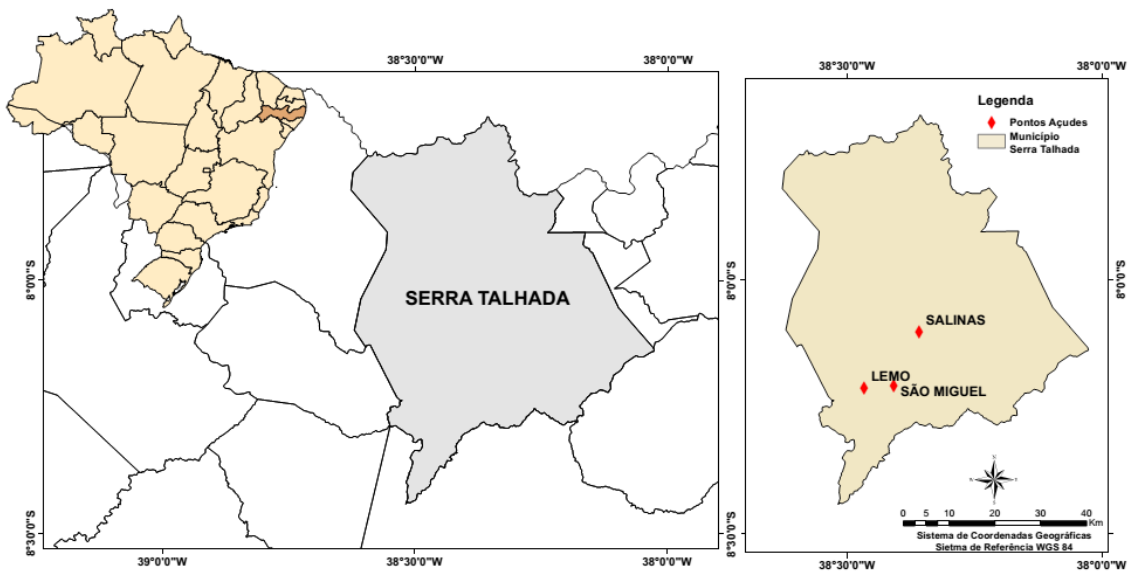 38°30'0"W
38°0'0"W
38°30'0"W
38°0'0"W
Legenda
Pontos Açudes
Município
Serra Talhada
8°0'0"S
SERRA TALHADA
8°0'0"S
8°0'0"S
SALINAS
LEMO
SÃO MIGUEL
N
W
E
S
0 5 10 20 30 40
Km
Sistema de Coordenadas Geográficas
Sietma de Referência WGS 84
8°30'0"S
8°30'0"S
39°0'0"W
38°30'0"W
38°0'0"W
38°30'0"W
38°0'0"W